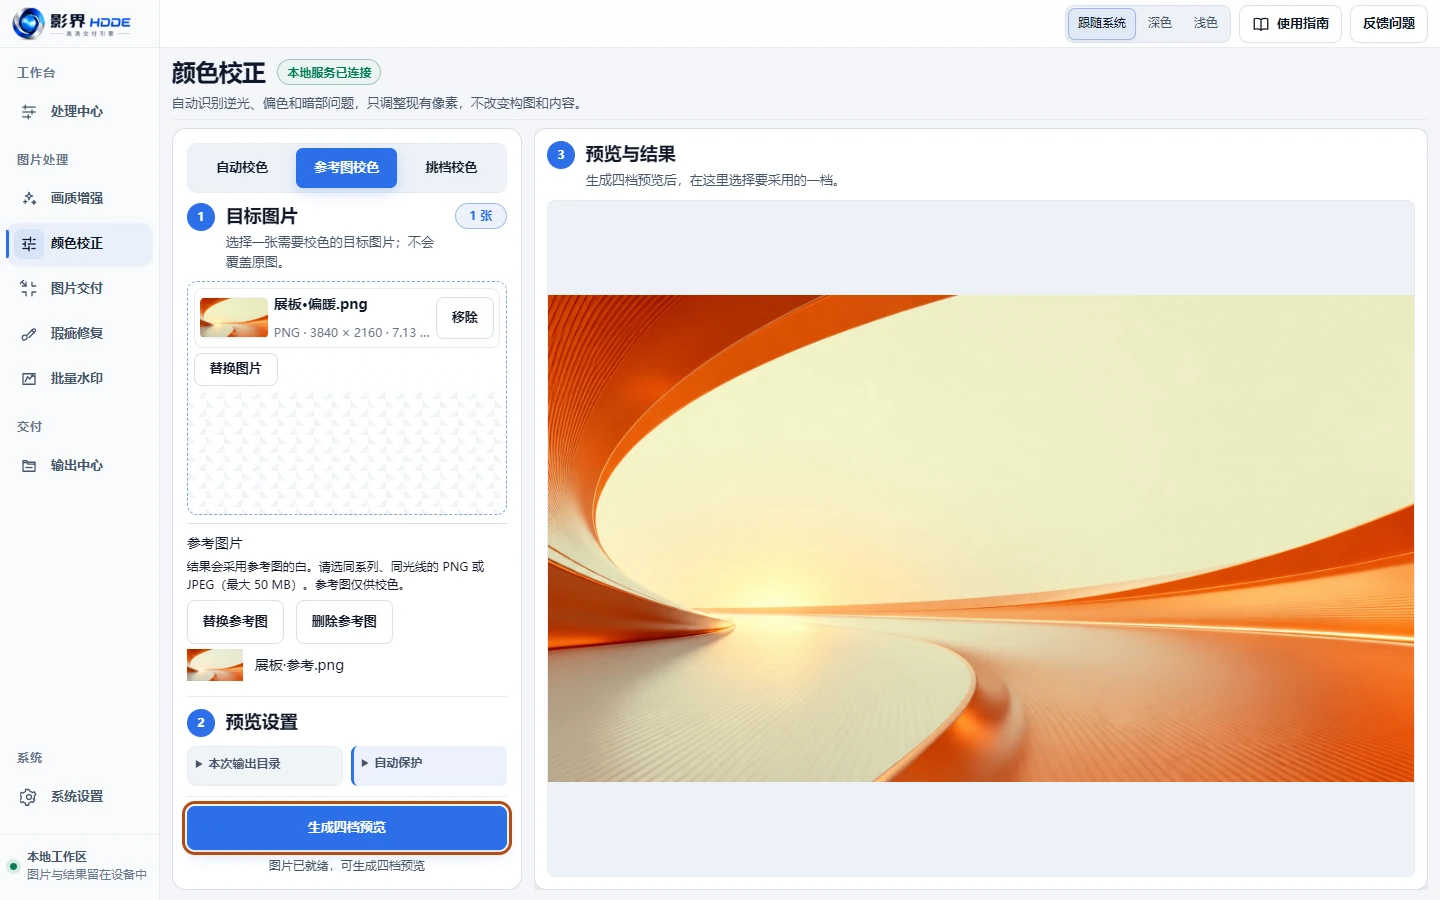 影界 HDDE
高清交付引擎
跟随系统
深色
浅色
使用指南
反馈问题
工作台
处理中心
图片处理
画质增强
颜色校正
图片交付
瑕疵修复
批量水印
交付
输出中心
系统
系统设置
本地工作区
图片与结果留在设备中
颜色校正
本地服务已连接
自动识别逆光、偏色和暗部问题，只调整现有像素，不改变构图和内容。
自动校色
参考图校色
挑档校色
1
目标图片
1 张
选择一张需要校色的目标图片；不会
覆盖原图。
展板•偏暖.png
PNG · 3840 × 2160 · 7.13 ...
移除
替换图片
参考图片
结果会采用参考图的白。请选同系列、同光线的 PNG 或
JPEG（最大 50 MB）。参考图仅供校色。
替换参考图
删除参考图
展板·参考.png
2
预览设置
本次输出目录
自动保护
生成四档预览
图片已就绪，可生成四档预览
3
预览与结果
生成四档预览后，在这里选择要采用的一档。